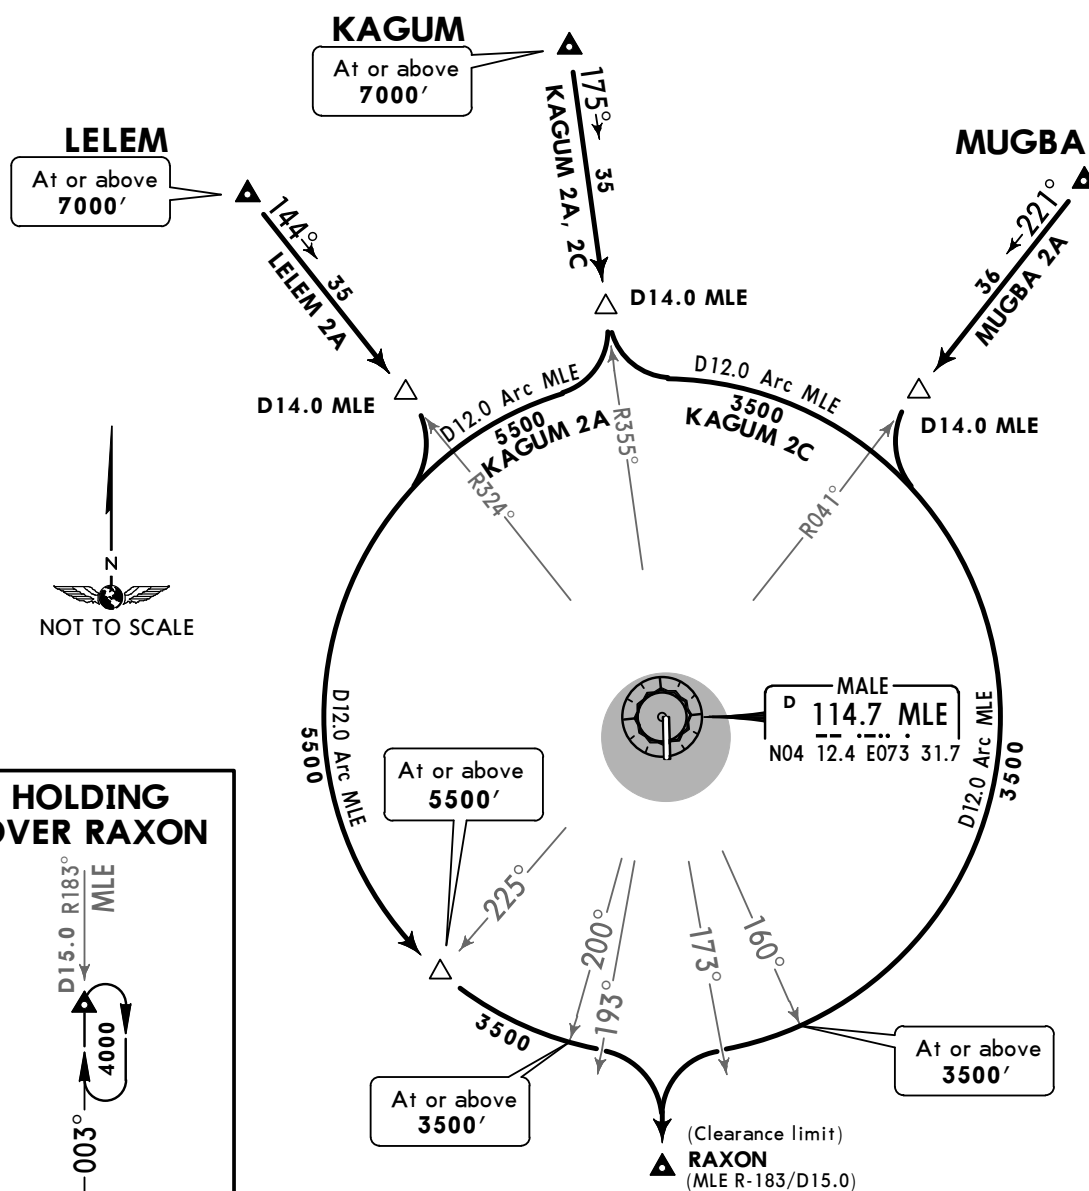 KAGUM
At or above
7000′
175°
35
KAGUM 2A, 2C
LELEM
At or above
7000′
144°
35
LELEM 2A
MUGBA
221°
36
MUGBA 2A
D14.0 MLE
D14.0 MLE
D14.0 MLE
D12.0 Arc MLE
5500
KAGUM 2A
D12.0 Arc MLE
3500
KAGUM 2C
R324°
R355°
R041°
N
NOT TO SCALE
MALE
D 114.7 MLE
N04 12.4 E073 31.7
D12.0 Arc MLE
5500
D12.0 Arc MLE
3500
At or above
5500′
225°
200°
193°
173°
160°
3500
At or above
3500′
At or above
3500′
(Clearance limit)
RAXON
(MLE R-183/D15.0)
HOLDING
OVER RAXON
D15.0 R183°
MLE
4000
003°